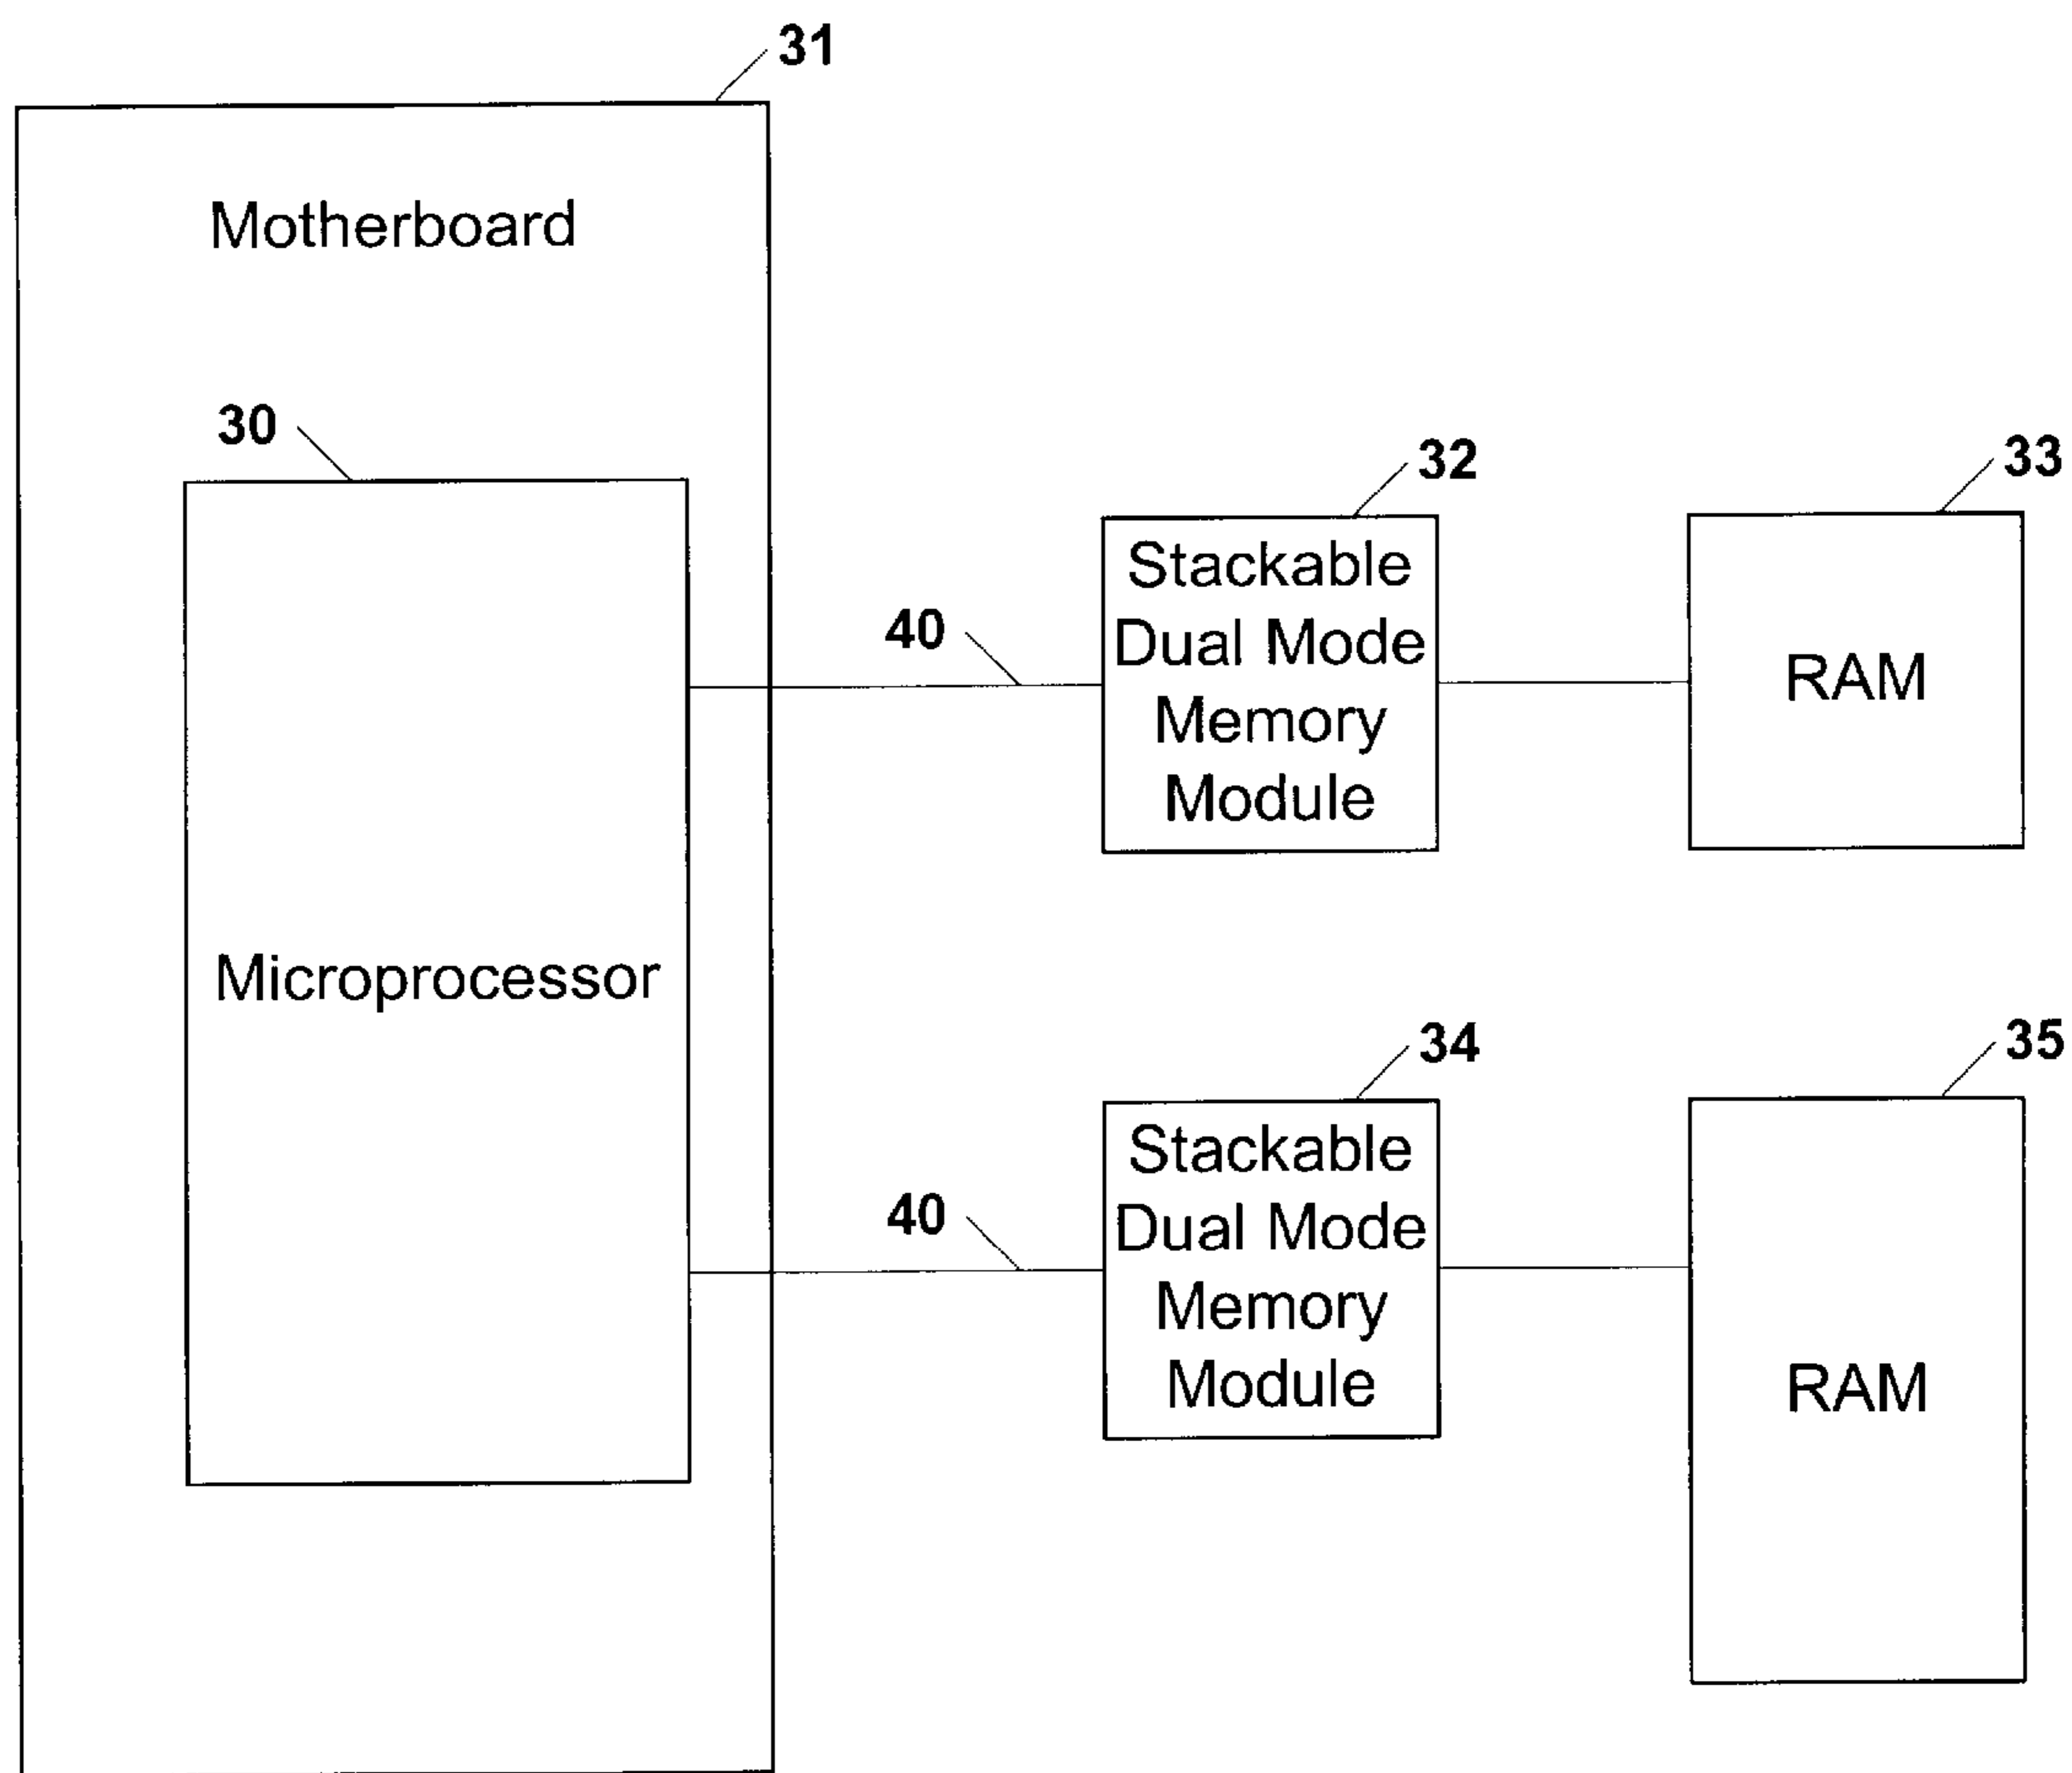 31
Motherboard
30
Microprocessor
40
32
Stackable
Dual Mode
Memory
Module
33
RAM
40
34
Stackable
Dual Mode
Memory
Module
35
RAM